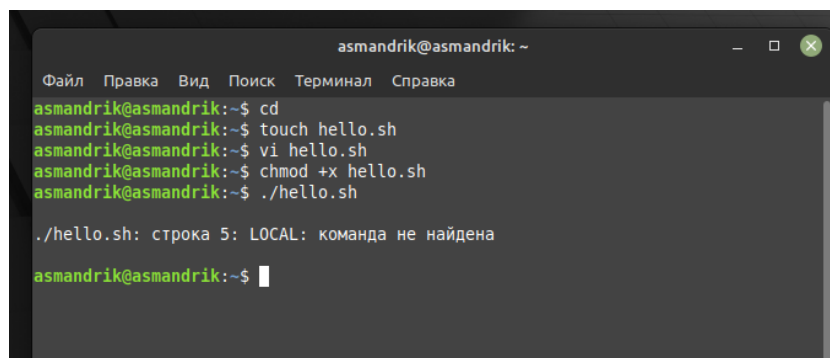 asmandrik@asmandrik: ~
Файл Правка Вид Поиск Терминал Справка
asmandrik@asmandrik:~$ cd
asmandrik@asmandrik:~$ touch hello.sh
asmandrik@asmandrik:~$ vi hello.sh
asmandrik@asmandrik:~$ chmod +x hello.sh
asmandrik@asmandrik:~$ ./hello.sh
./hello.sh: строка 5: LOCAL: команда не найдена
asmandrik@asmandrik:~$